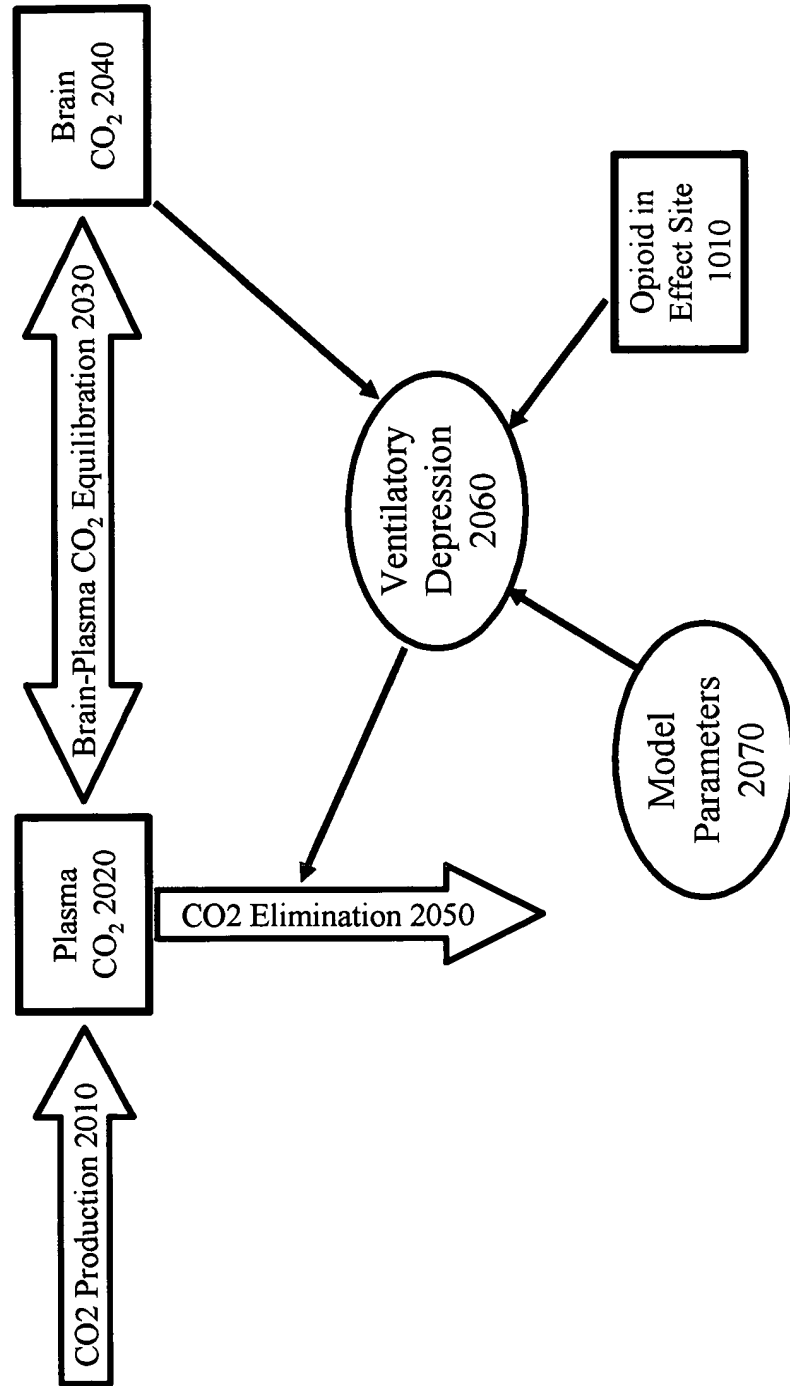 CO2 Production 2010
Plasma
CO₂ 2020
Brain-Plasma CO₂ Equilibration 2030
Brain
CO₂ 2040
CO2 Elimination 2050
Ventilatory
Depression
2060
Model
Parameters
2070
Opioid in
Effect Site
1010